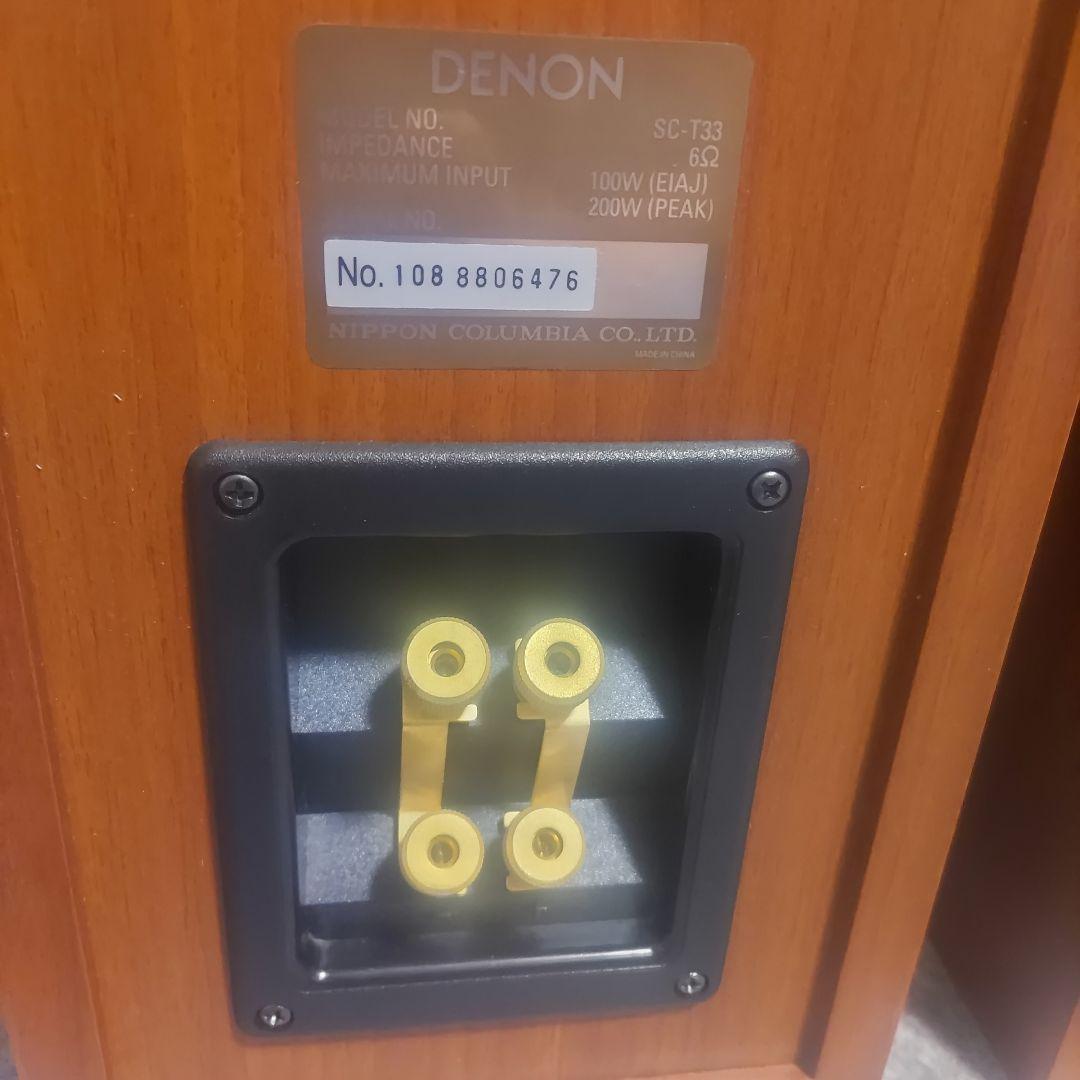 DENON
MODEL NO. SC-T33
IMPEDANCE 6Ω
MAXIMUM INPUT 100W (EIAJ)
200W (PEAK)
NO.
No. 108 8806476
NIPPON COLUMBIA CO., LTD.
MADE IN CHINA